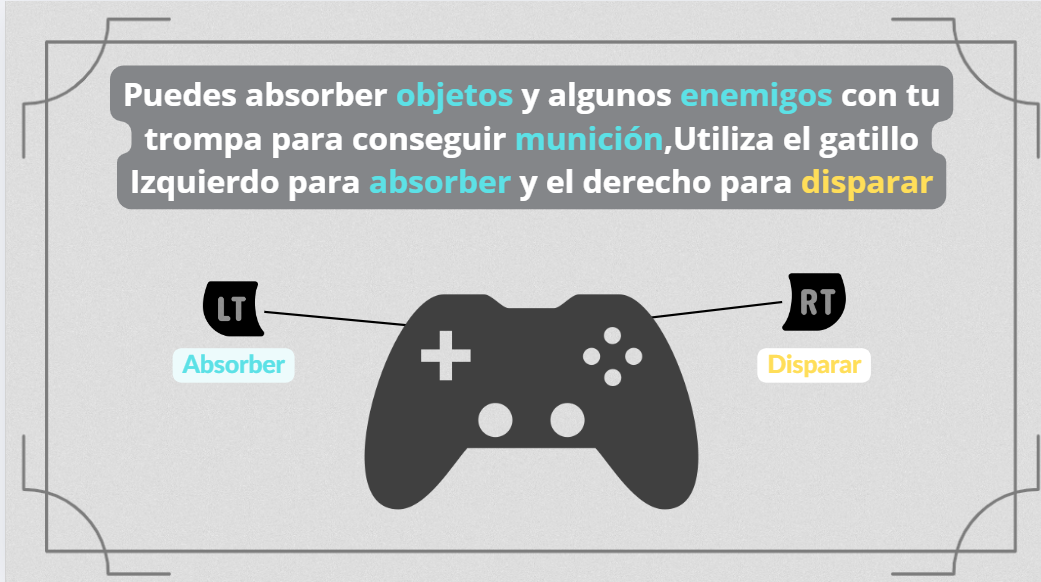 Puedes absorber objetos y algunos enemigos con tu
trompa para conseguir munición,Utiliza el gatillo
Izquierdo para absorber y el derecho para disparar
LT
RT
Absorber
Disparar